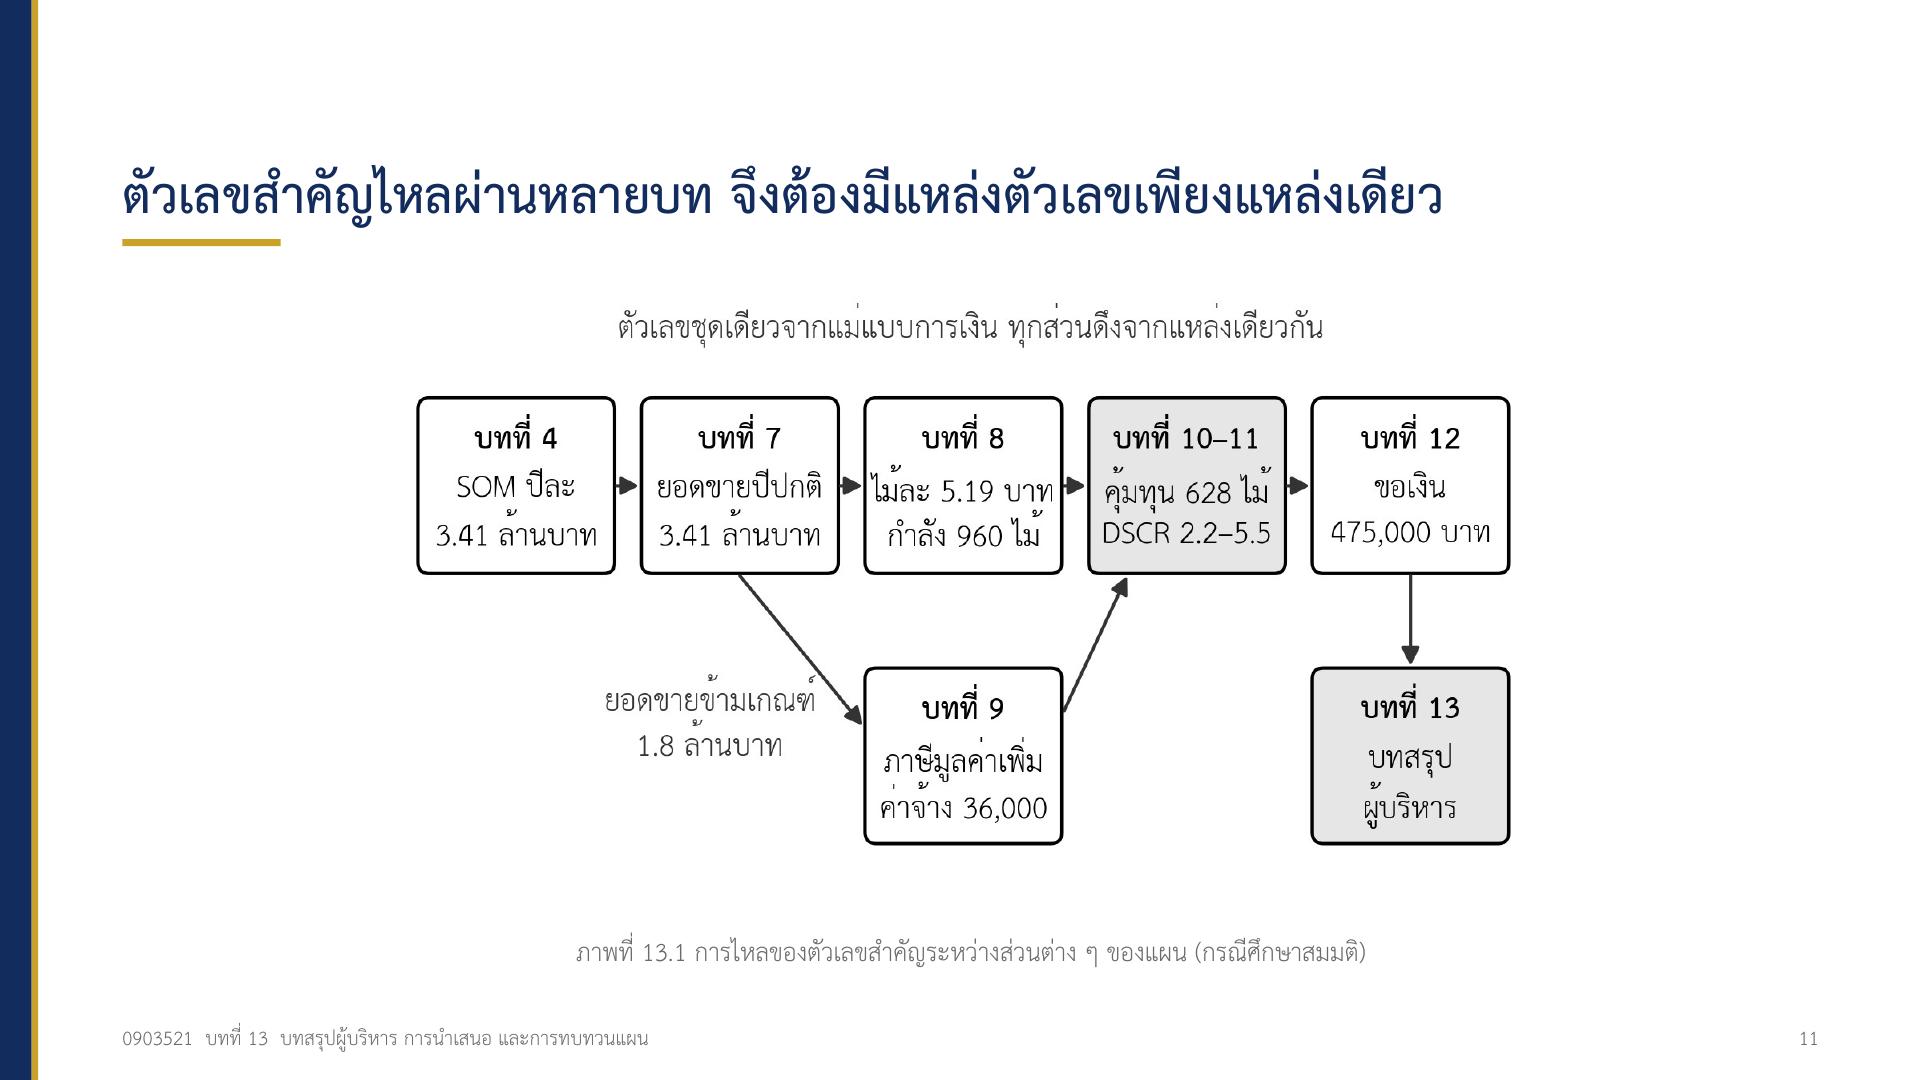 ตัวเลขสำคัญไหลผ่านหลายบท จึงต้องมีแหล่งตัวเลขเพียงแหล่งเดียว
ตัวเลขชุดเดียวจากแม่แบบการเงิน ทุกส่วนดึงจากแหล่งเดียวกัน
บทที่ 4
SOM ปีละ
3.41 ล้านบาท
บทที่ 7
ยอดขายปีปกติ
3.41 ล้านบาท
บทที่ 8
ไม้ละ 5.19 บาท
กำลัง 960 ไม้
บทที่ 10–11
คุ้มทุน 628 ไม้
DSCR 2.2–5.5
บทที่ 12
ขอเงิน
475,000 บาท
ยอดขายข้ามเกณฑ์
1.8 ล้านบาท
บทที่ 9
ภาษีมูลค่าเพิ่ม
ค่าจ้าง 36,000
บทที่ 13
บทสรุป
ผู้บริหาร
ภาพที่ 13.1 การไหลของตัวเลขสำคัญระหว่างส่วนต่าง ๆ ของแผน (กรณีศึกษาสมมติ)
0903521 บทที่ 13 บทสรุปผู้บริหาร การนำเสนอ และการทบทวนแผน
11